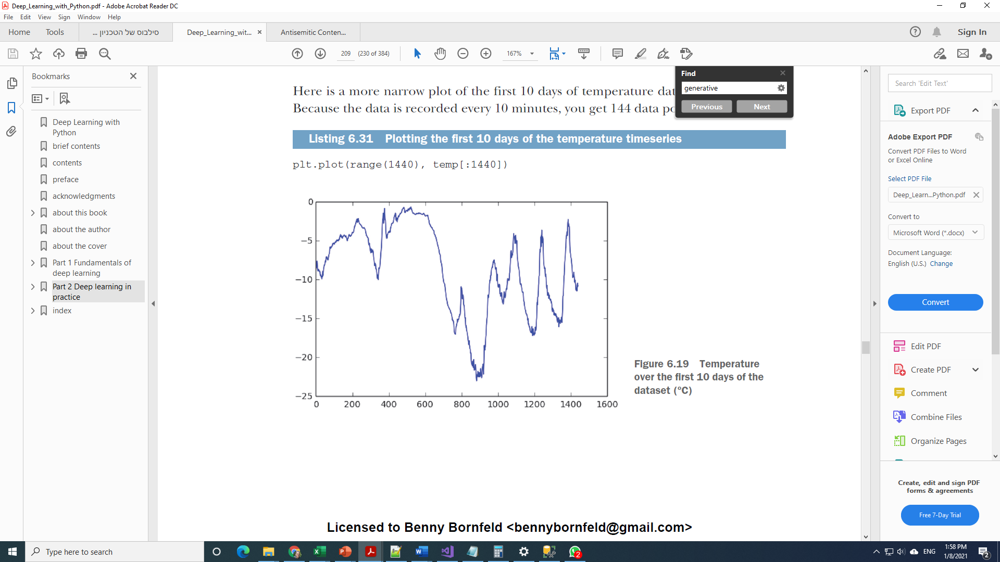 Deep_Learning_with_Python.pdf - Adobe Acrobat Reader DC
File Edit View Sign Window Help
Home Tools
סילבוס של הטכניון ...
Deep_Learning_wit...
Antisemitic Conten...
Sign In
209 (230 of 384)
167%
Bookmarks
Deep Learning with
Python
brief contents
contents
preface
acknowledgments
about this book
about the author
about the cover
Part 1 Fundamentals of
deep learning
Part 2 Deep learning in
practice
index
Here is a more narrow plot of the first 10 days of temperature dat
Because the data is recorded every 10 minutes, you get 144 data po
Find
generative
Previous Next
Listing 6.31 Plotting the first 10 days of the temperature timeseries
plt.plot(range(1440), temp[:1440])
0
−5
−10
−15
−20
−25
0 200 400 600 800 1000 1200 1400 1600
Figure 6.19 Temperature
over the first 10 days of the
dataset (°C)
Licensed to Benny Bornfeld <bennybornfeld@gmail.com>
Search 'Edit Text'
Export PDF
Adobe Export PDF
Convert PDF Files to Word
or Excel Online
Select PDF File
Deep_Learn...Python.pdf
Convert to
Microsoft Word (*.docx)
Document Language:
English (U.S.) Change
Convert
Edit PDF
Create PDF
Comment
Combine Files
Organize Pages
Create, edit and sign PDF
forms & agreements
Free 7-Day Trial
Type here to search
2
ENG
1:58 PM
1/8/2021
2